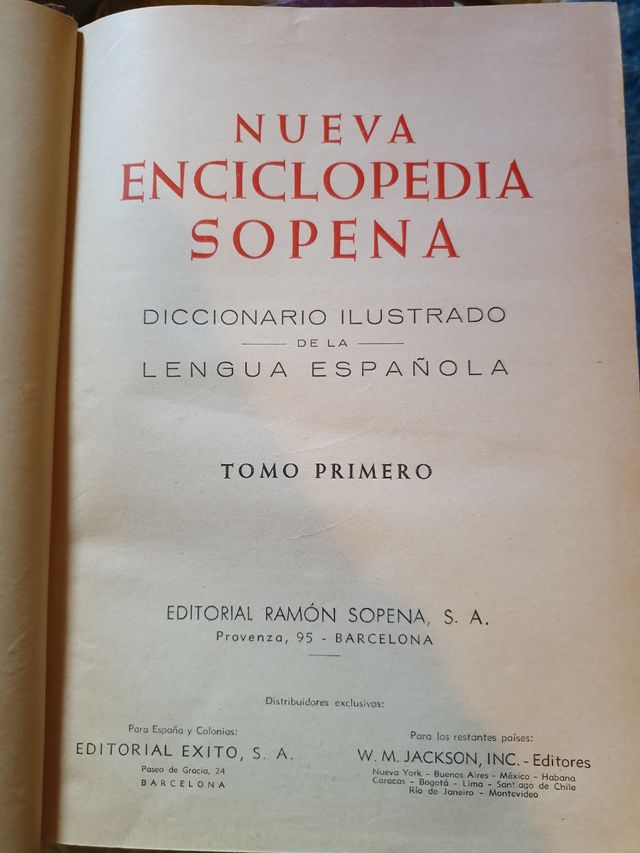 NUEVA
ENCICLOPEDIA
SOPENA
DICCIONARIO ILUSTRADO
DE LA
LENGUA ESPAÑOLA
TOMO PRIMERO
EDITORIAL RAMÓN SOPENA, S. A.
Provenza, 95 - BARCELONA
Distribuidores exclusivos:
Para España y Colonias:
EDITORIAL EXITO, S. A.
Paseo de Gracia, 24
BARCELONA
Para los restantes países:
W. M. JACKSON, INC. - Editores
Nueva York - Buenos Aires - México - Habana
Caracas - Bogotá - Lima - Santiago de Chile
Río de Janeiro - Montevideo